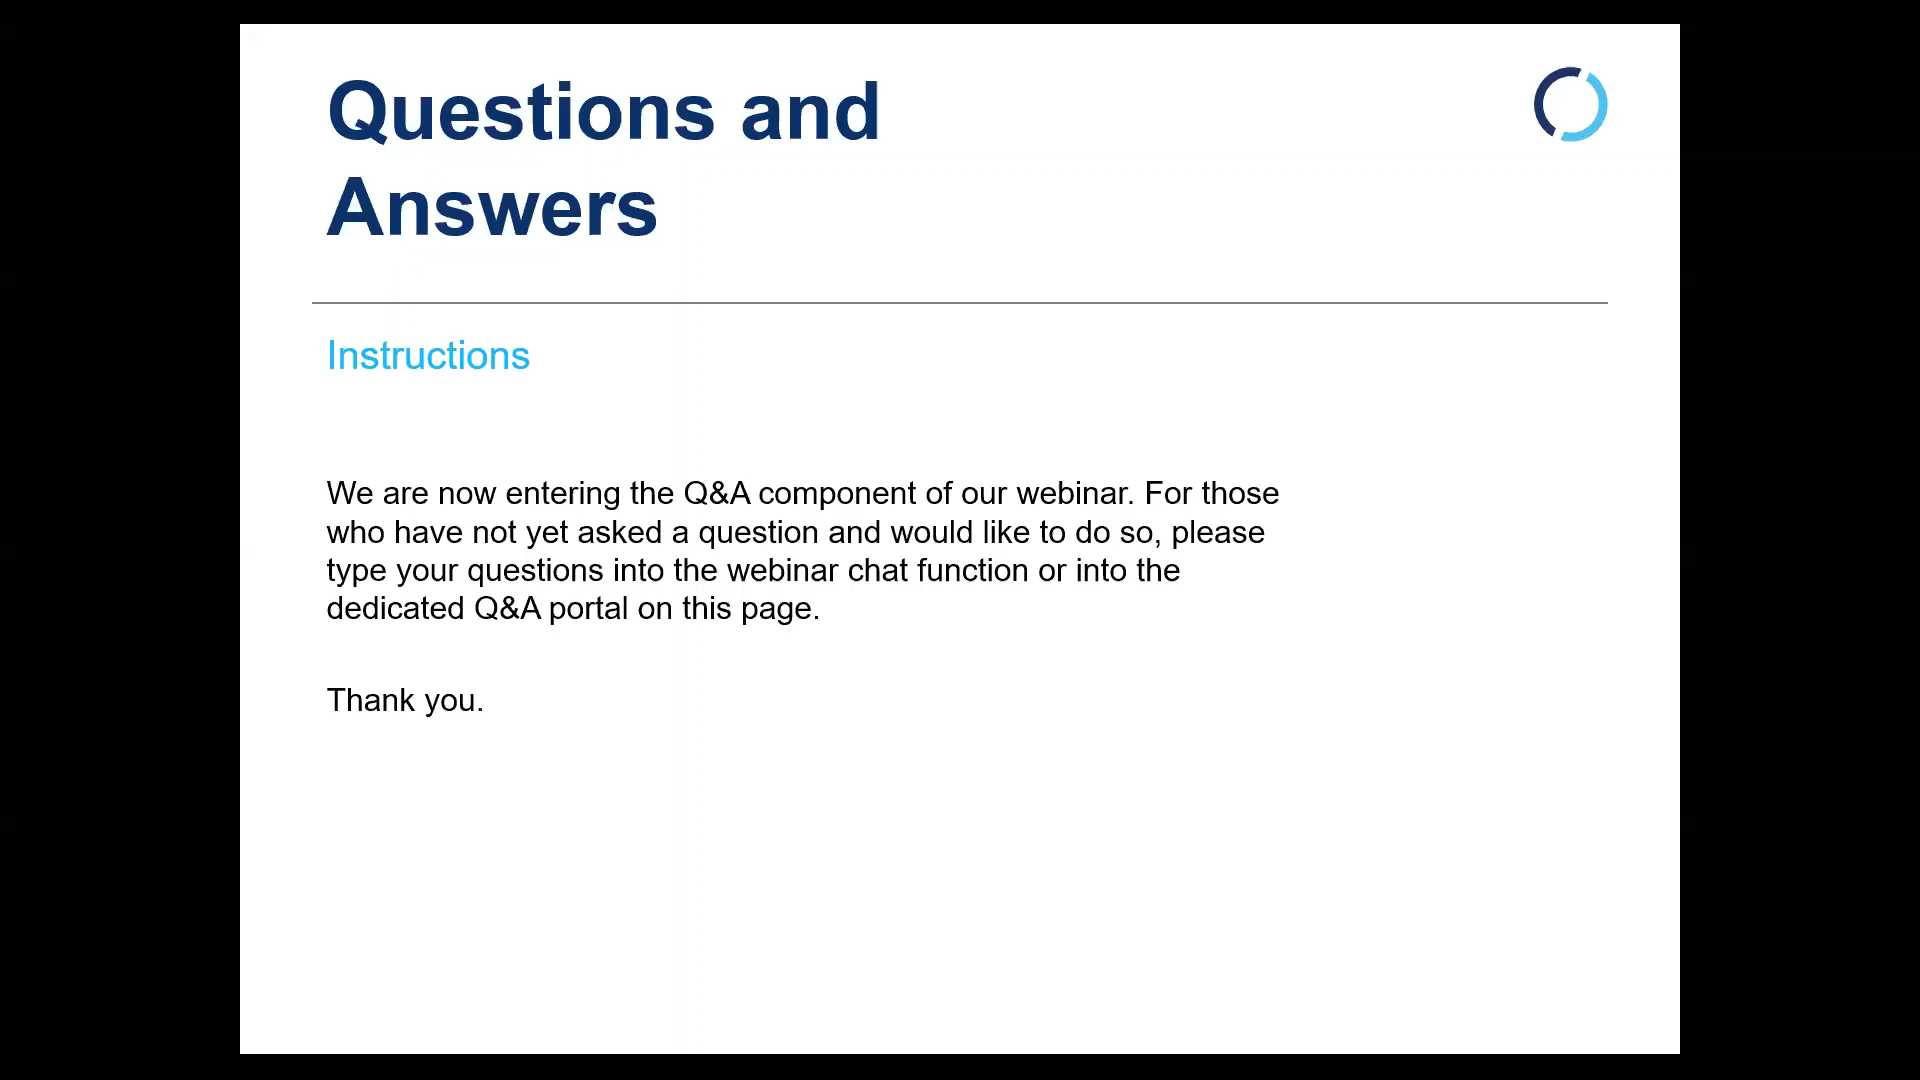 Questions and
Answers
Instructions
We are now entering the Q&A component of our webinar. For those
who have not yet asked a question and would like to do so, please
type your questions into the webinar chat function or into the
dedicated Q&A portal on this page.
Thank you.